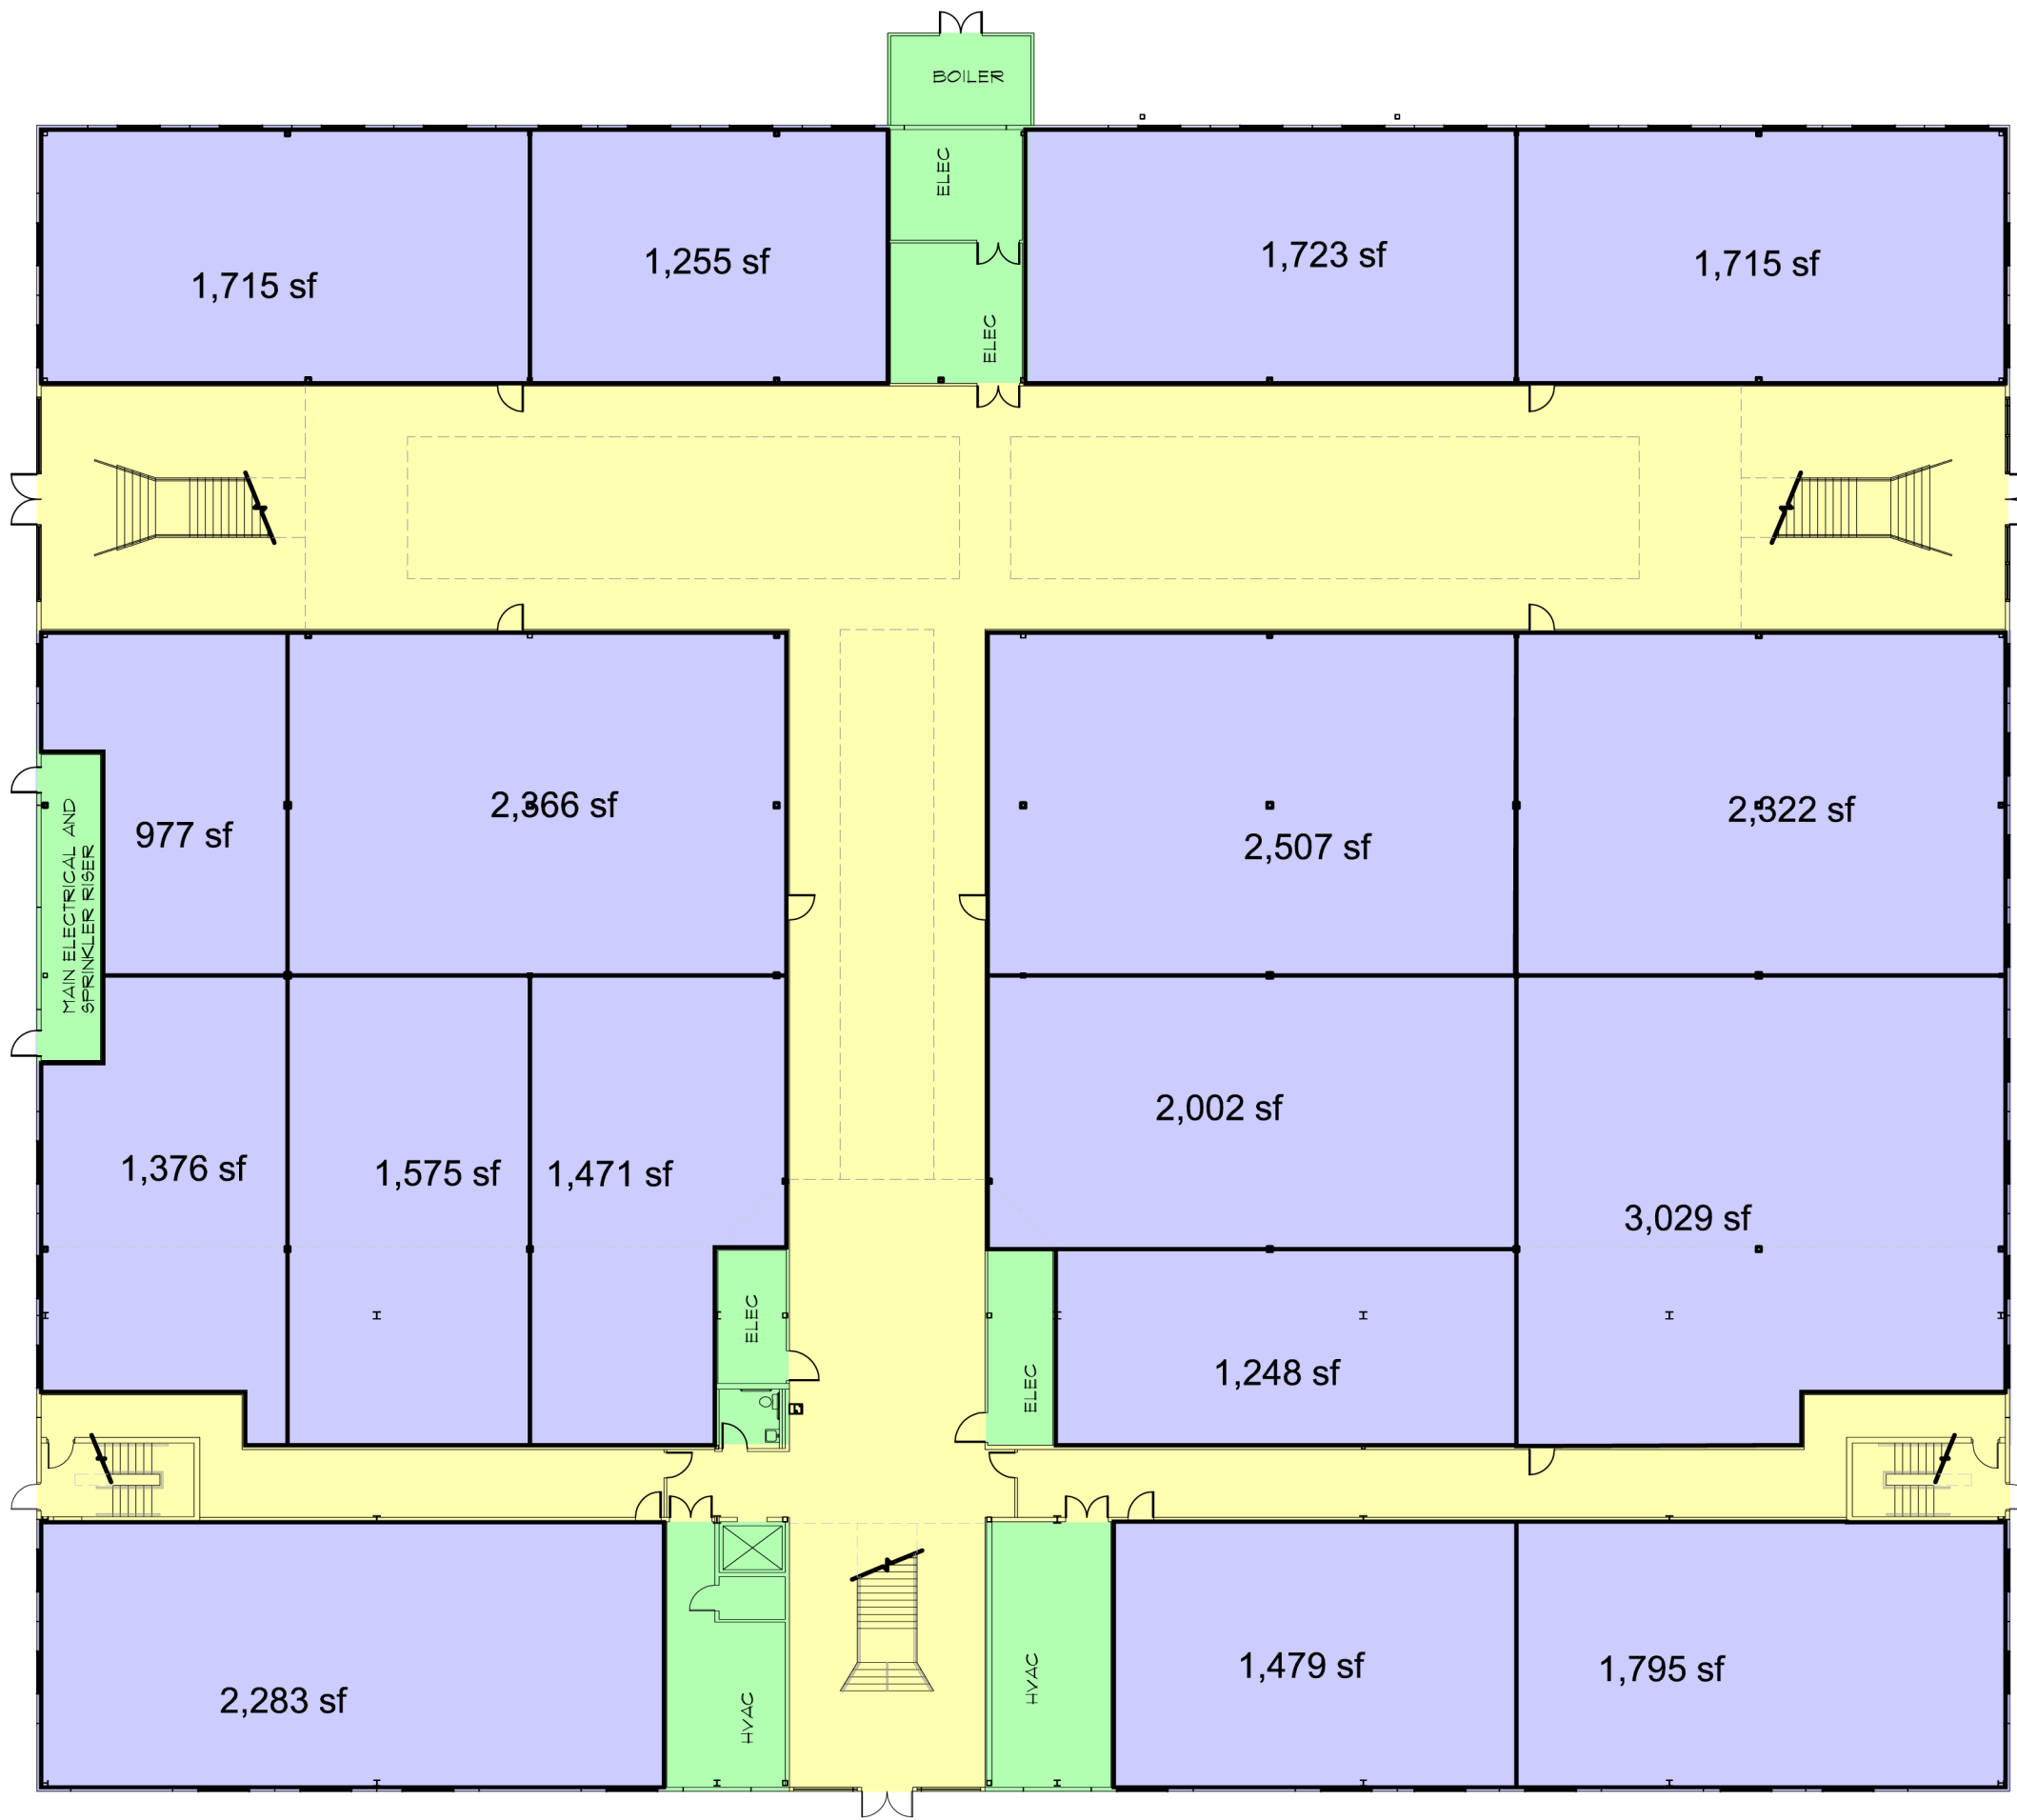 BOILER
ELEC
1,715 sf
1,255 sf
1,723 sf
1,715 sf
ELEC
977 sf
2,366 sf
2,507 sf
2,322 sf
MAIN ELECTRICAL AND
SPRINKLER RISER
1,376 sf
1,575 sf
1,471 sf
2,002 sf
3,029 sf
ELEC
ELEC
1,248 sf
2,283 sf
HVAC
HVAC
1,479 sf
1,795 sf